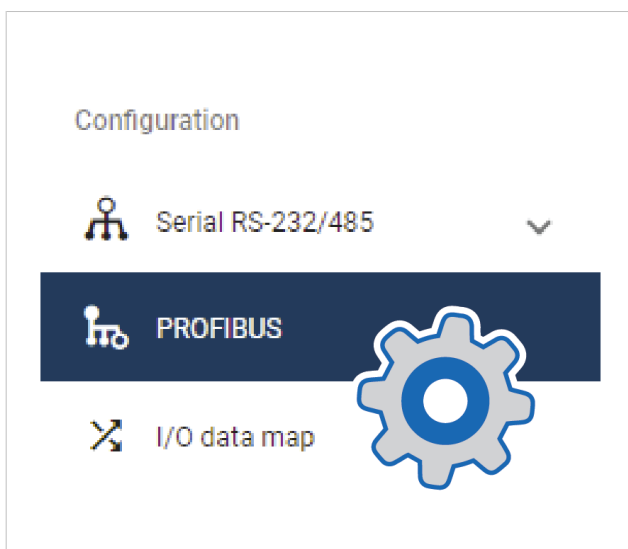 Configuration
Serial RS-232/485
PROFIBUS
I/O data map